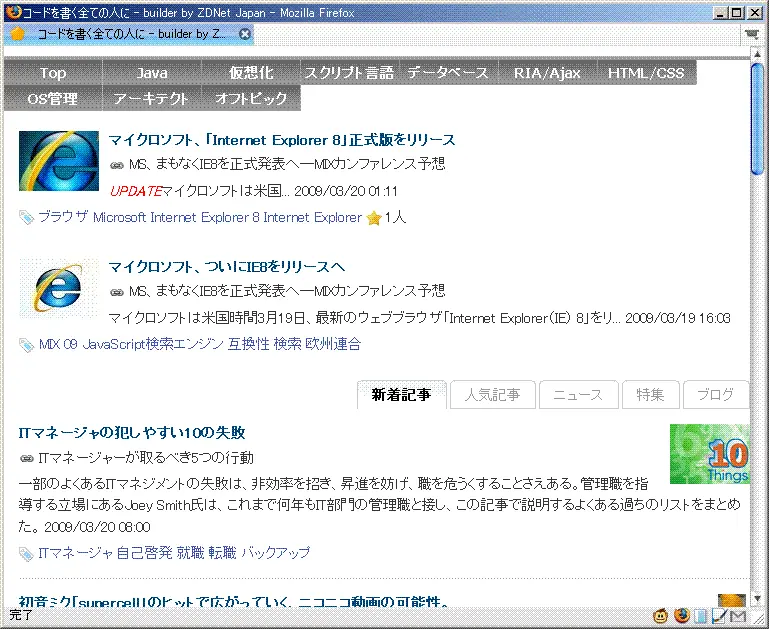 コードを書く全ての人に - builder by ZDNet Japan - Mozilla Firefox
コードを書く全ての人に - builder by Z...
Top Java 仮想化 スクリプト言語 データベース RIA/Ajax HTML/CSS
OS管理 アーキテクト オフトピック
マイクロソフト、「Internet Explorer 8」正式版をリリース
MS、まもなくIE8を正式発表へ―MIXカンファレンス予想
UPDATEマイクロソフトは米国... 2009/03/20 01:11
ブラウザ Microsoft Internet Explorer 8 Internet Explorer 1人
マイクロソフト、ついにIE8をリリースへ
MS、まもなくIE8を正式発表へ―MIXカンファレンス予想
マイクロソフトは米国時間3月19日、最新のウェブブラウザ「Internet Explorer(IE) 8」をリ... 2009/03/19 16:03
MIX 09 JavaScript検索エンジン 互換性 検索 欧州連合
新着記事 人気記事 ニュース 特集 ブログ
ITマネージャの犯しやすい10の失敗
ITマネージャーが取るべき5つの行動
10
Things
一部のよくあるITマネジメントの失敗は、非効率を招き、昇進を妨げ、職を危うくすることさえある。管理職を指
導する立場にあるJoey Smith氏は、これまで何年もIT部門の管理職と接し、この記事で説明するよくある過ちのリストをまとめ
た。 2009/03/20 08:00
ITマネージャ 自己啓発 就職 転職 バックアップ
初音ミク「supercell」のヒットで広がっていく、ニコニコ動画の可能性。
完了